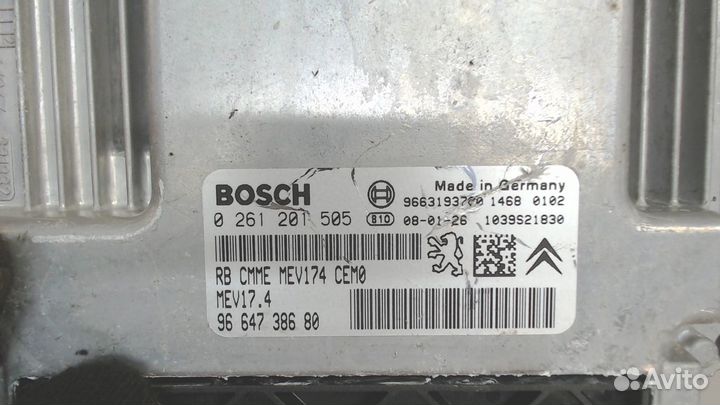 BOSCH
Made in Germany
9663193780 1468 0102
0 261 201 505 B10 08-01-26 1039S21830
RB CMME MEV174 CEM0
MEV17.4
96 647 386 80
Avito